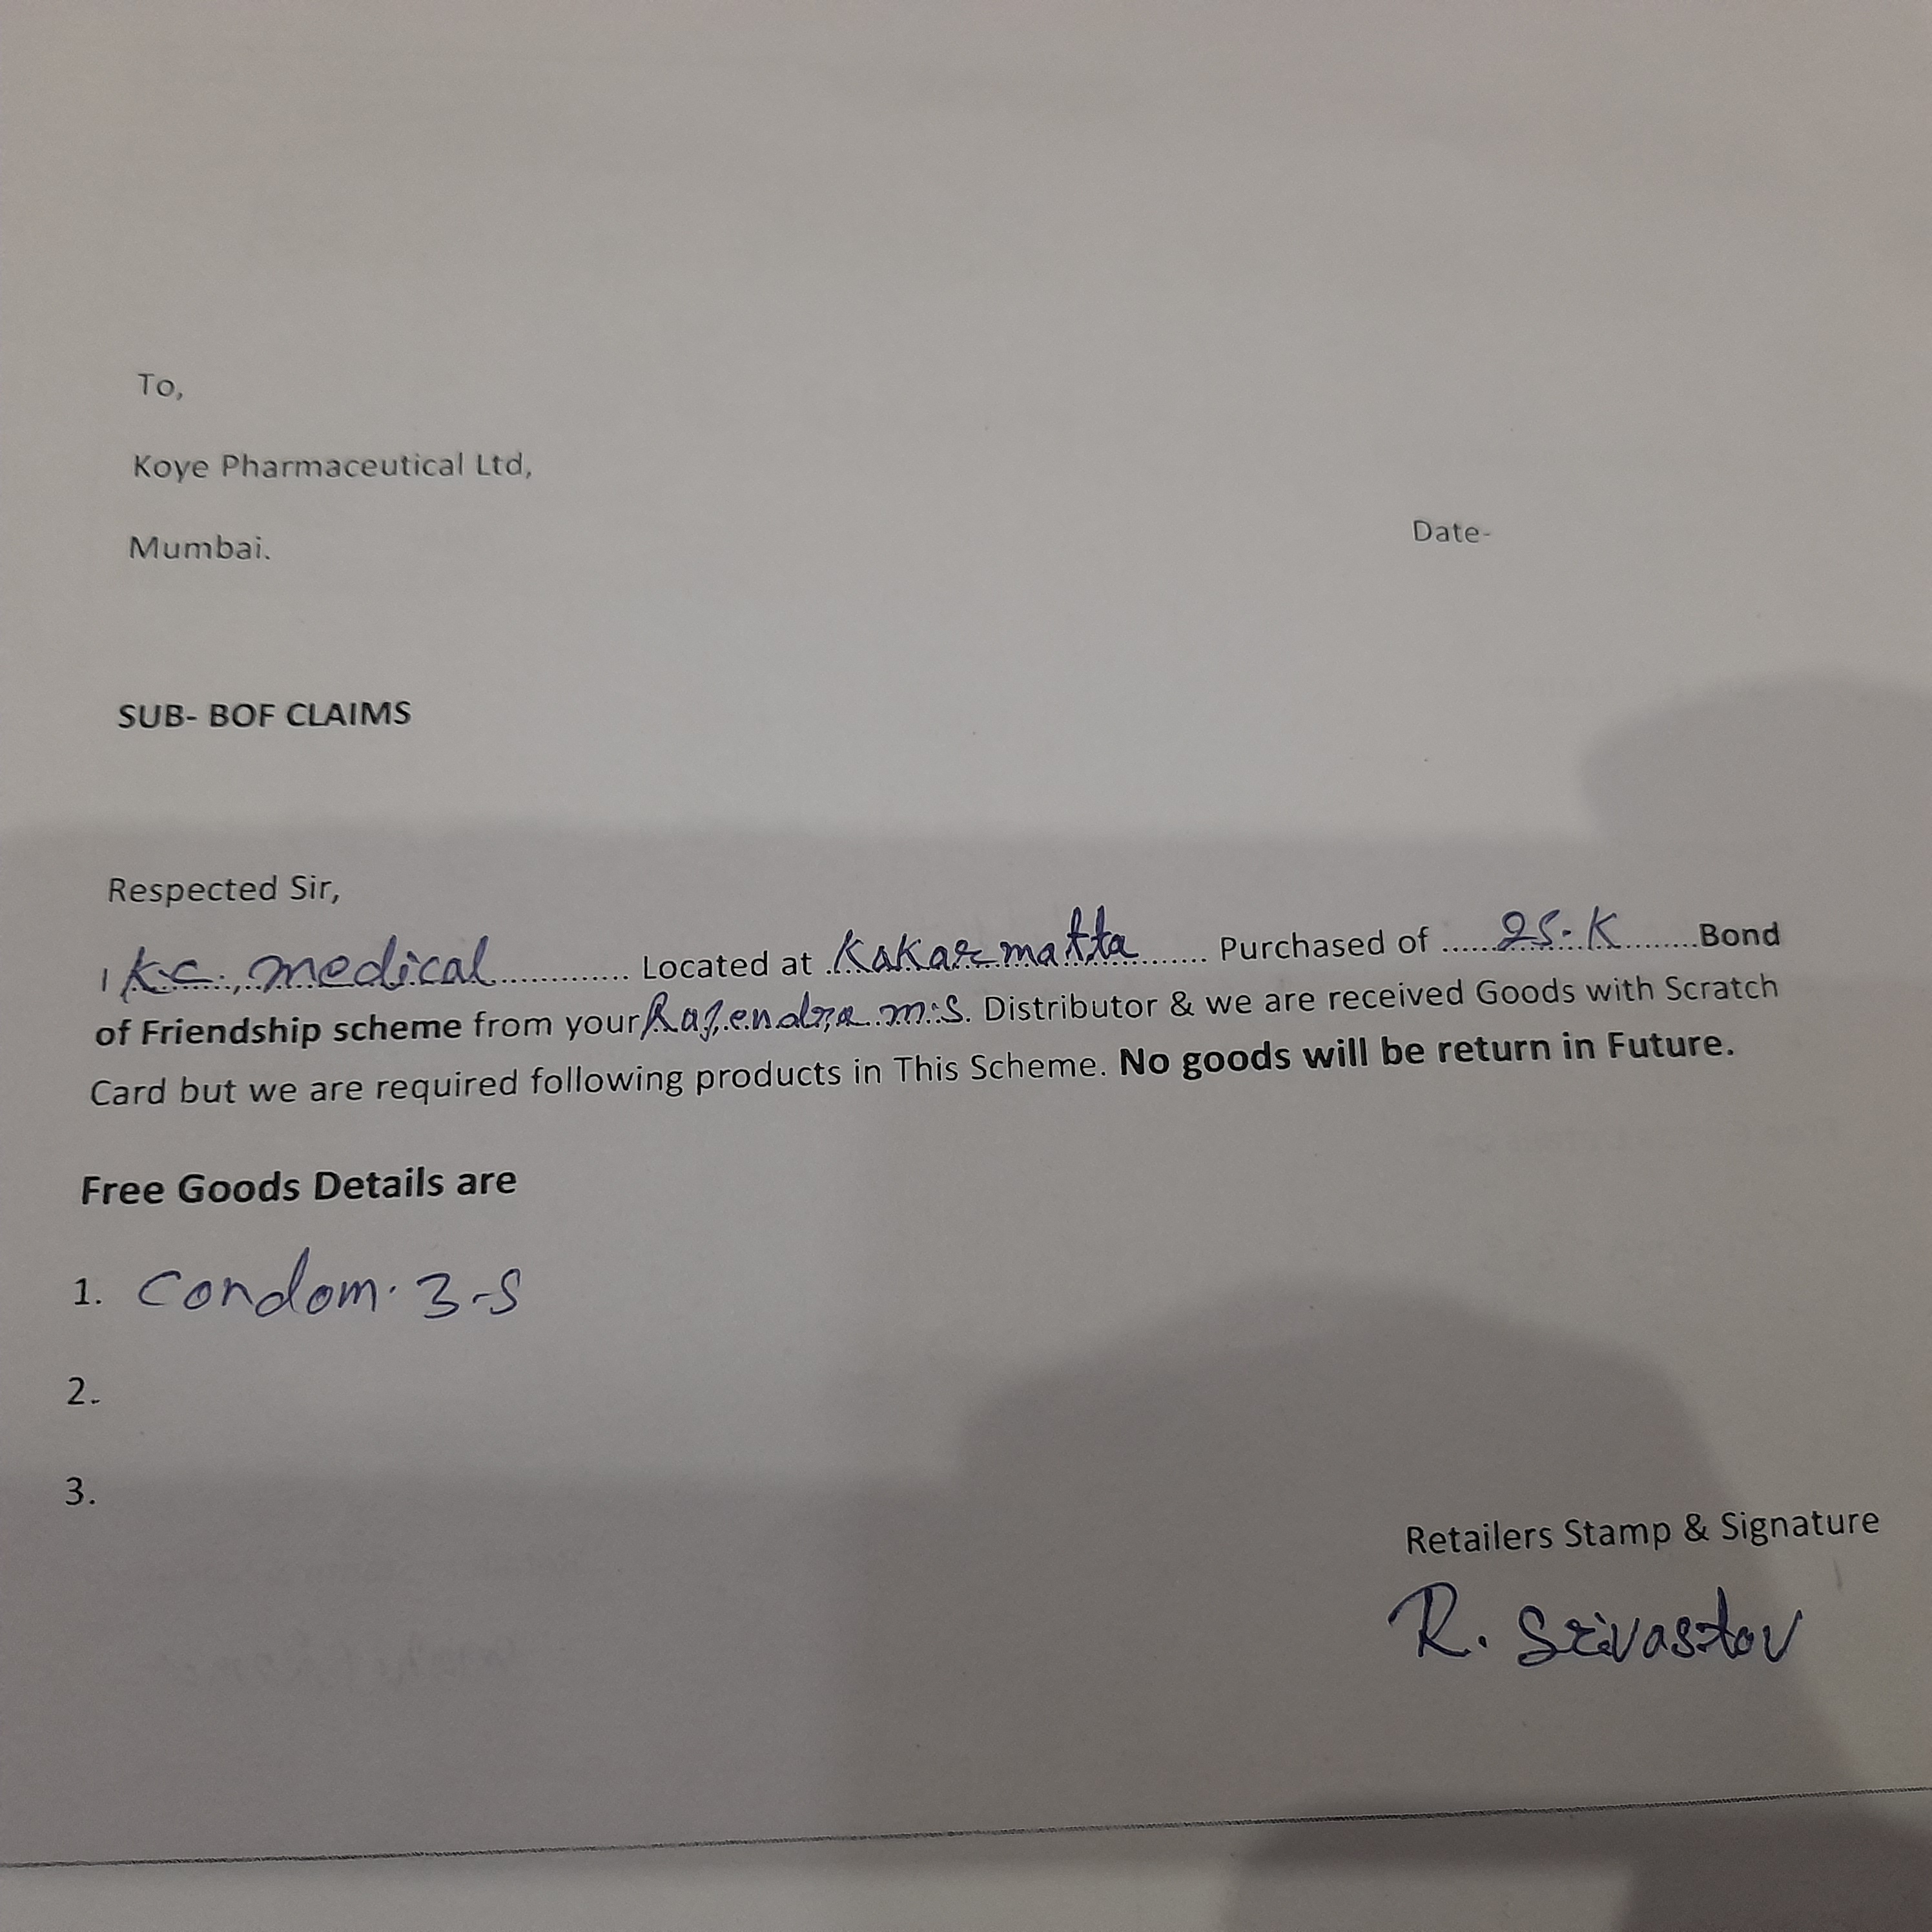 To,
Koye Pharmaceutical Ltd,
Mumbai.
Date-
SUB- BOF CLAIMS
Respected Sir,
I K.C., medical............. Located at Kakarmatta....... Purchased of ......25.K........Bond
of Friendship scheme from your Rajendra m.S. Distributor & we are received Goods with Scratch
Card but we are required following products in This Scheme. No goods will be return in Future.
Free Goods Details are
1. Condom. 3-S
2.
3.
Retailers Stamp & Signature
R. Srivastav